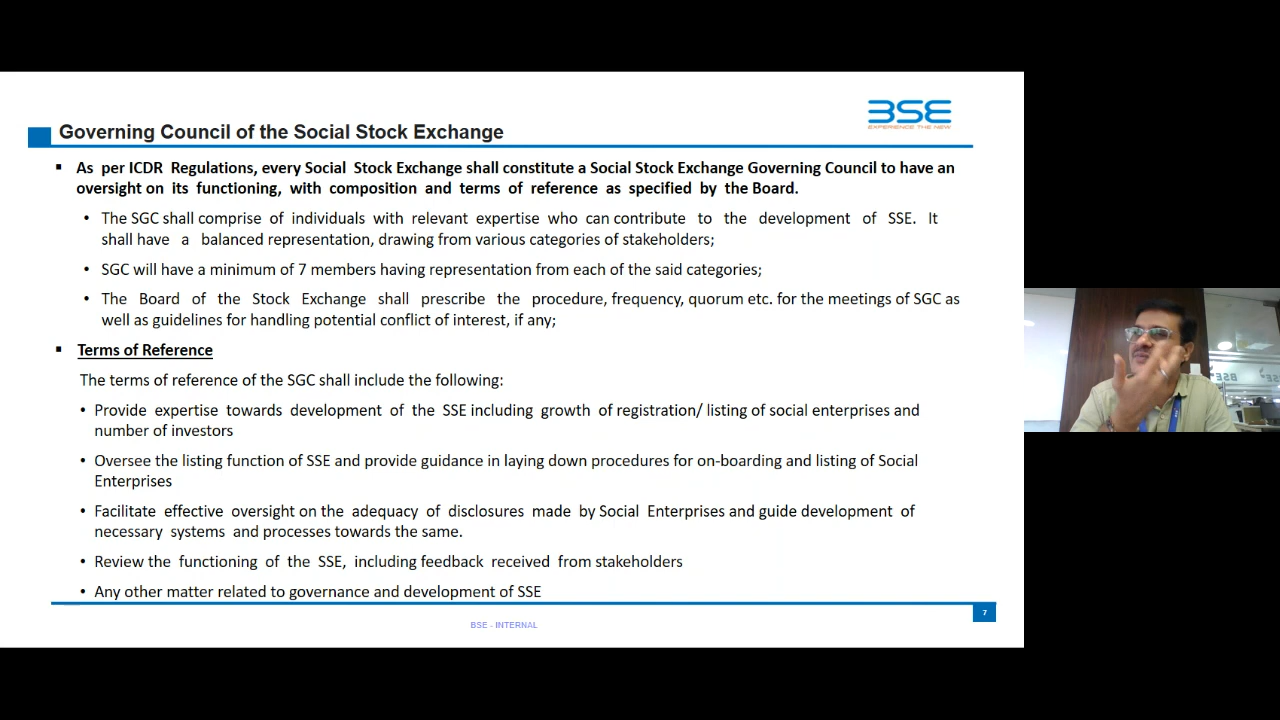 BSE
EXPERIENCE THE NEW
Governing Council of the Social Stock Exchange
▪ As per ICDR Regulations, every Social Stock Exchange shall constitute a Social Stock Exchange Governing Council to have an
oversight on its functioning, with composition and terms of reference as specified by the Board.
• The SGC shall comprise of individuals with relevant expertise who can contribute to the development of SSE. It
shall have a balanced representation, drawing from various categories of stakeholders;
• SGC will have a minimum of 7 members having representation from each of the said categories;
• The Board of the Stock Exchange shall prescribe the procedure, frequency, quorum etc. for the meetings of SGC as
well as guidelines for handling potential conflict of interest, if any;
▪ Terms of Reference
The terms of reference of the SGC shall include the following:
• Provide expertise towards development of the SSE including growth of registration/ listing of social enterprises and
number of investors
• Oversee the listing function of SSE and provide guidance in laying down procedures for on-boarding and listing of Social
Enterprises
• Facilitate effective oversight on the adequacy of disclosures made by Social Enterprises and guide development of
necessary systems and processes towards the same.
• Review the functioning of the SSE, including feedback received from stakeholders
• Any other matter related to governance and development of SSE
7
BSE - INTERNAL
BSE